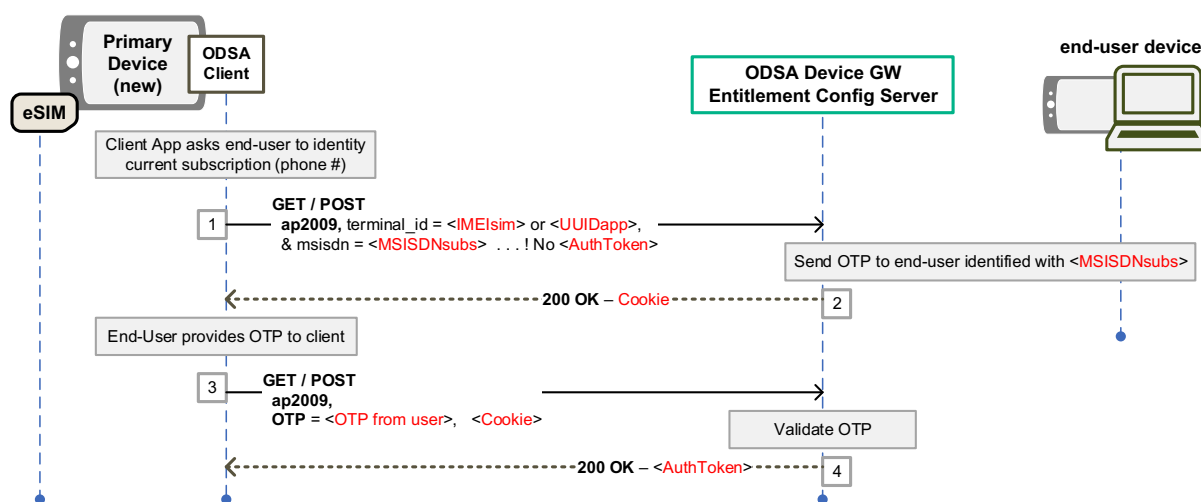 Primary
Device
(new)
ODSA
Client
eSIM
ODSA Device GW
Entitlement Config Server
end-user device
Client App asks end-user to identity
current subscription (phone #)
1
GET / POST
ap2009, terminal_id = <IMEIsim> or <UUIDapp>,
& msisdn = <MSISDNsubs> . . . ! No <AuthToken>
Send OTP to end-user identified with <MSISDNsubs>
200 OK – Cookie
2
End-User provides OTP to client
3
GET / POST
ap2009,
OTP = <OTP from user>, <Cookie>
Validate OTP
200 OK – <AuthToken>
4